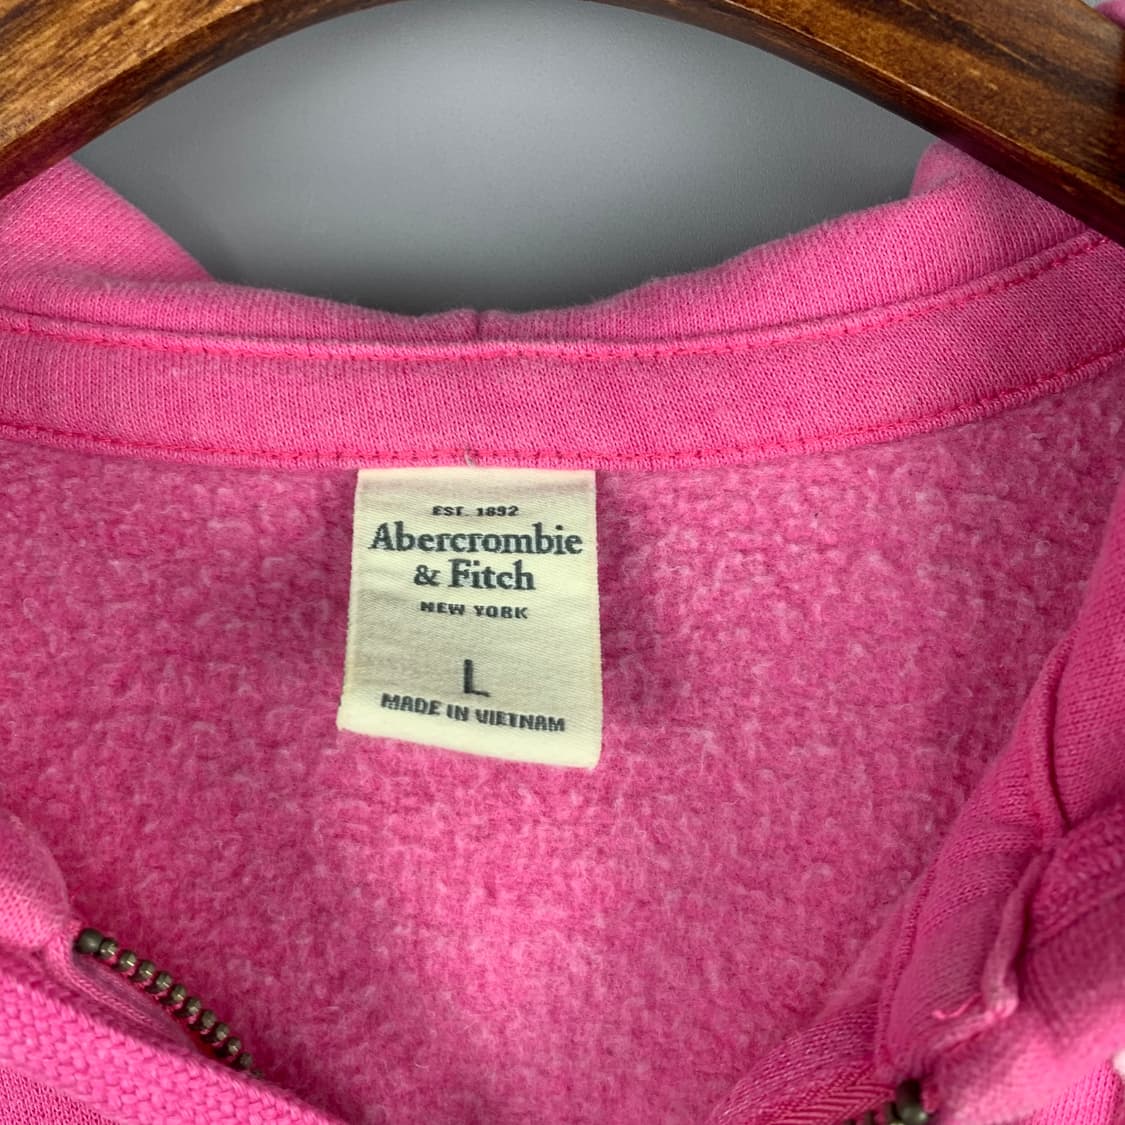 EST. 1892
Abercrombie
& Fitch
NEW YORK
L
MADE IN VIETNAM